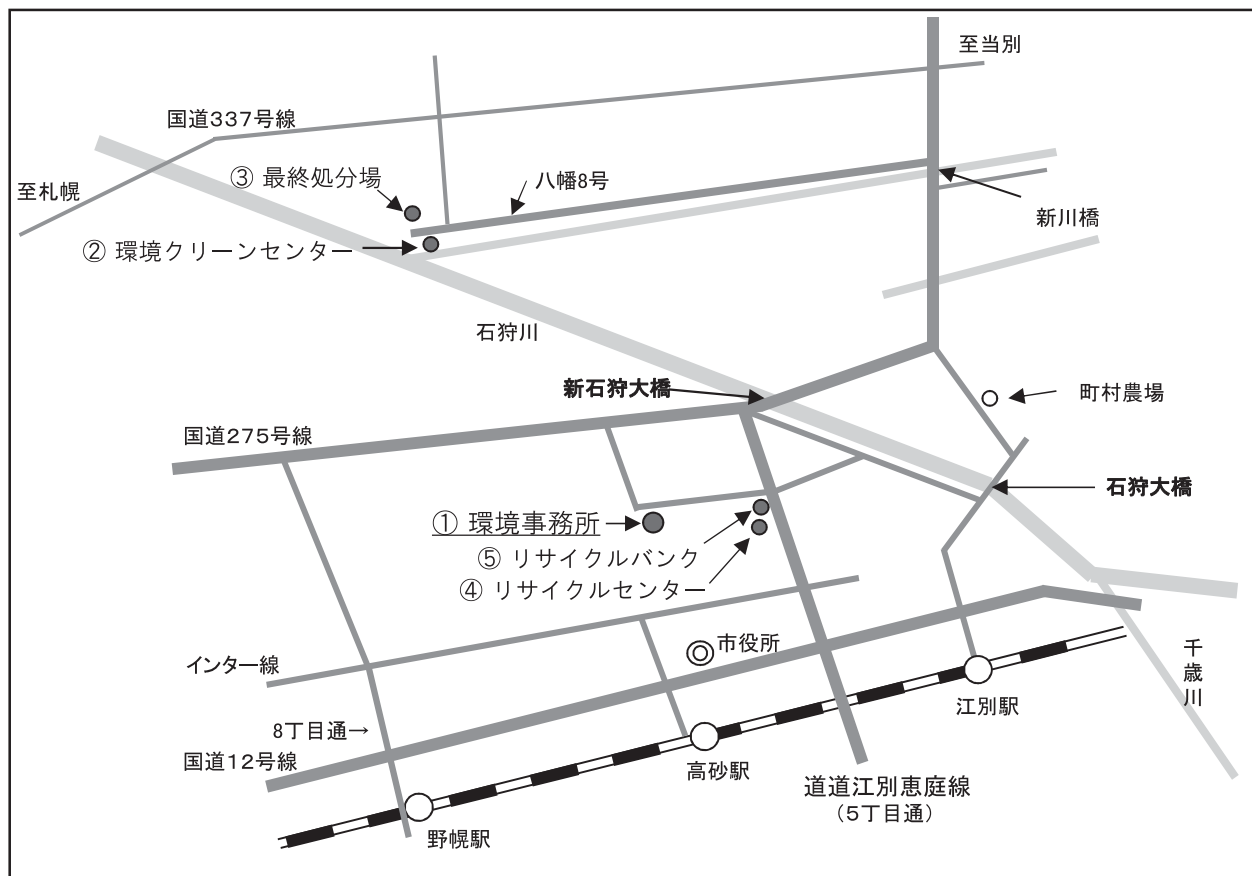 至当別
国道337号線
③ 最終処分場
八幡8号
至札幌
新川橋
② 環境クリーンセンター
石狩川
新石狩大橋
町村農場
国道275号線
石狩大橋
① 環境事務所
⑤ リサイクルバンク
④ リサイクルセンター
市役所
インター線
千歳川
江別駅
8丁目通→
国道12号線
高砂駅
道道江別恵庭線
(5丁目通)
野幌駅